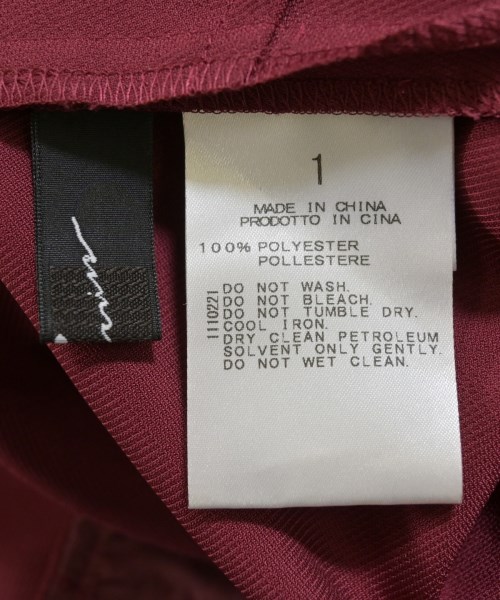 1
MADE IN CHINA
PRODOTTO IN CINA
100% POLYESTER
POLLESTERE
1110221
DO NOT WASH.
DO NOT BLEACH.
DO NOT TUMBLE DRY.
COOL IRON.
DRY CLEAN PETROLEUM
SOLVENT ONLY GENTLY.
DO NOT WET CLEAN.